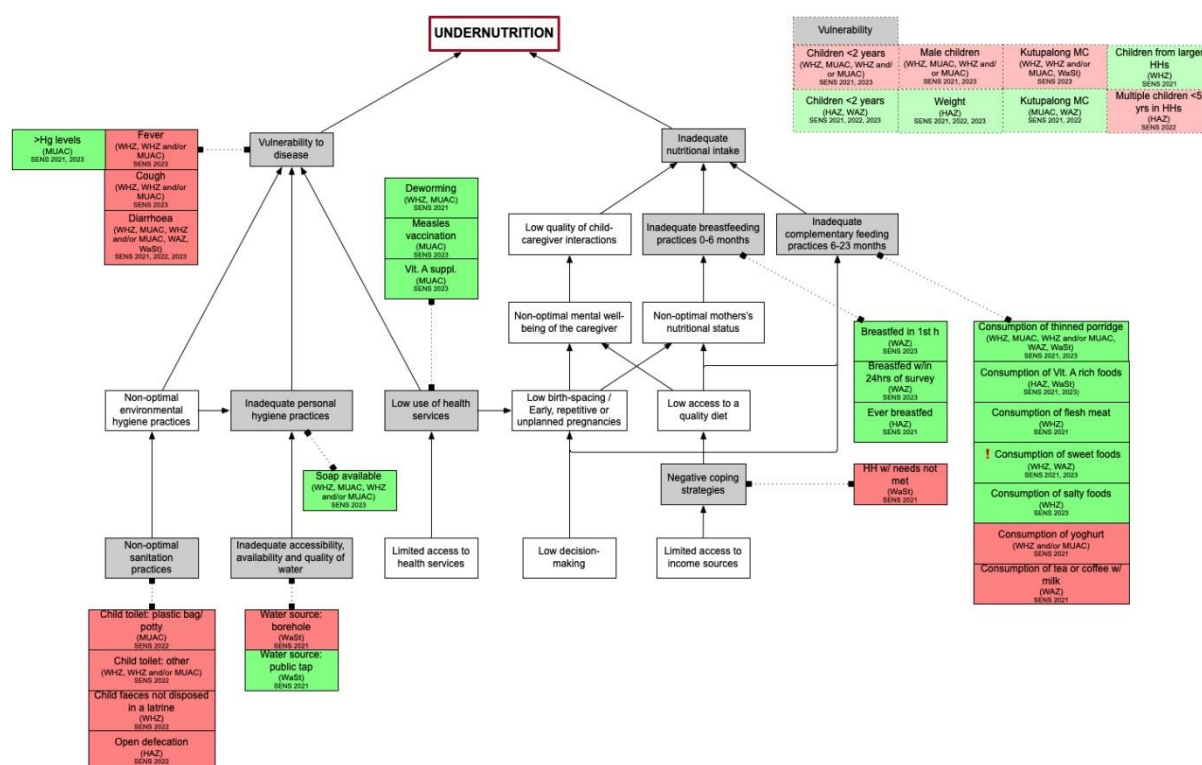 UNDERNUTRITION
Vulnerability
Children <2 years
(WHZ, MUAC, WHZ and/
or MUAC)
SENS 2021, 2023
Male children
(WHZ, MUAC, WHZ and/
or MUAC)
SENS 2021, 2023
Kutupalong MC
(WHZ, WHZ and/or
MUAC, WaSt)
SENS 2023
Children from larger
HHs
(WHZ)
SENS 2021
Children <2 years
(HAZ, WAZ)
SENS 2021, 2022, 2023
Weight
(HAZ)
SENS 2021, 2022, 2023
Kutupalong MC
(MUAC, WAZ)
SENS 2021, 2022
Multiple children <5
yrs in HHs
(HAZ)
SENS 2022
>Hg levels
(MUAC)
SENS 2021, 2023
Fever
(WHZ, WHZ and/or
MUAC)
SENS 2023
Cough
(WHZ, WHZ and/or
MUAC)
SENS 2023
Diarrhoea
(WHZ, MUAC, WHZ
and/or MUAC, WAZ,
WaSt)
SENS 2021, 2022, 2023
Vulnerability to
disease
Inadequate
nutritional intake
Deworming
(WHZ, MUAC)
SENS 2021
Measles
vaccination
(MUAC)
SENS 2023
Vit. A suppl.
(MUAC)
SENS 2023
Low quality of child-
caregiver interactions
Inadequate breastfeeding
practices 0-6 months
Inadequate
complementary feeding
practices 6-23 months
Non-optimal mental well-
being of the caregiver
Non-optimal mothers's
nutritional status
Breastfed in 1st h
(WAZ)
SENS 2023
Breastfed w/in
24hrs of survey
(WAZ)
SENS 2023
Ever breastfed
(HAZ)
SENS 2021
Consumption of thinned porridge
(WHZ, MUAC, WHZ and/or MUAC,
WAZ, WaSt)
SENS 2021, 2023
Consumption of Vit. A rich foods
(HAZ, WaSt)
SENS 2021, 2023)
Consumption of flesh meat
(WHZ)
SENS 2021
! Consumption of sweet foods
(WHZ, WAZ)
SENS 2021, 2023
Consumption of salty foods
(WHZ)
SENS 2023
Consumption of yoghurt
(WHZ and/or MUAC)
SENS 2021
Consumption of tea or coffee w/
milk
(WAZ)
SENS 2021
Non-optimal
environmental
hygiene practices
Inadequate personal
hygiene practices
Low use of health
services
Low birth-spacing /
Early, repetitive or
unplanned pregnancies
Low access to a
quality diet
Soap available
(WHZ, MUAC, WHZ
and/or MUAC)
SENS 2023
Negative coping
strategies
HH w/ needs not
met
(WaSt)
SENS 2021
Non-optimal
sanitation
practices
Inadequate accessibility,
availability and quality of
water
Limited access to
health services
Low decision-
making
Limited access to
income sources
Child toilet: plastic bag/
potty
(MUAC)
SENS 2022
Child toilet: other
(WHZ, WHZ and/or MUAC)
SENS 2022
Child faeces not disposed
in a latrine
(WHZ)
SENS 2022
Open defecation
(HAZ)
SENS 2022
Water source:
borehole
(WaSt)
SENS 2021
Water source:
public tap
(WaSt)
SENS 2021